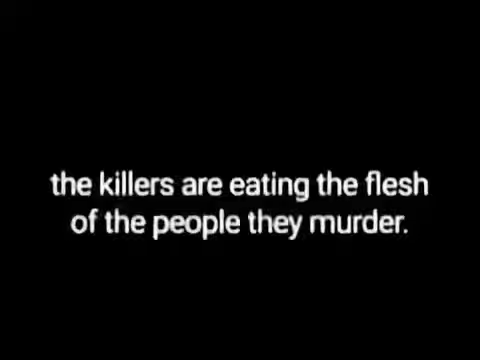 the killers are eating the flesh
of the people they murder.